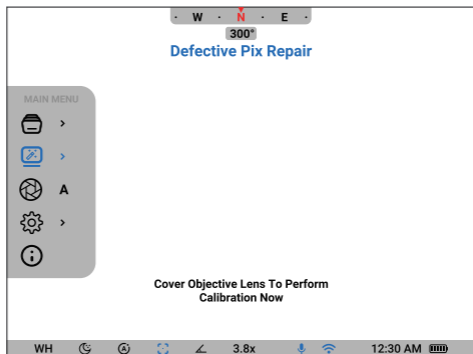 · W · N · E ·
300°
Defective Pix Repair
MAIN MENU
>
>
A
>
Cover Objective Lens To Perform
Calibration Now
WH 3.8x 12:30 AM